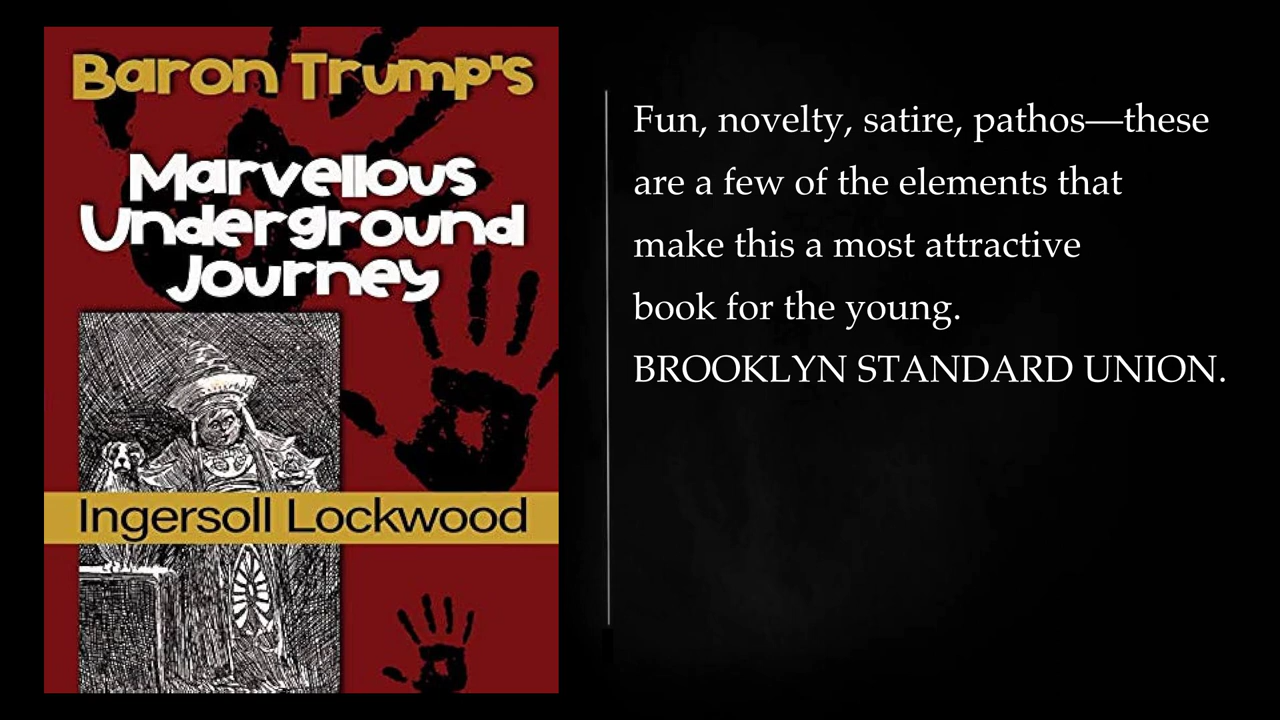 Baron Trump's
Marvellous
Underground
Journey
Ingersoll Lockwood
Fun, novelty, satire, pathos—these
are a few of the elements that
make this a most attractive
book for the young.
BROOKLYN STANDARD UNION.